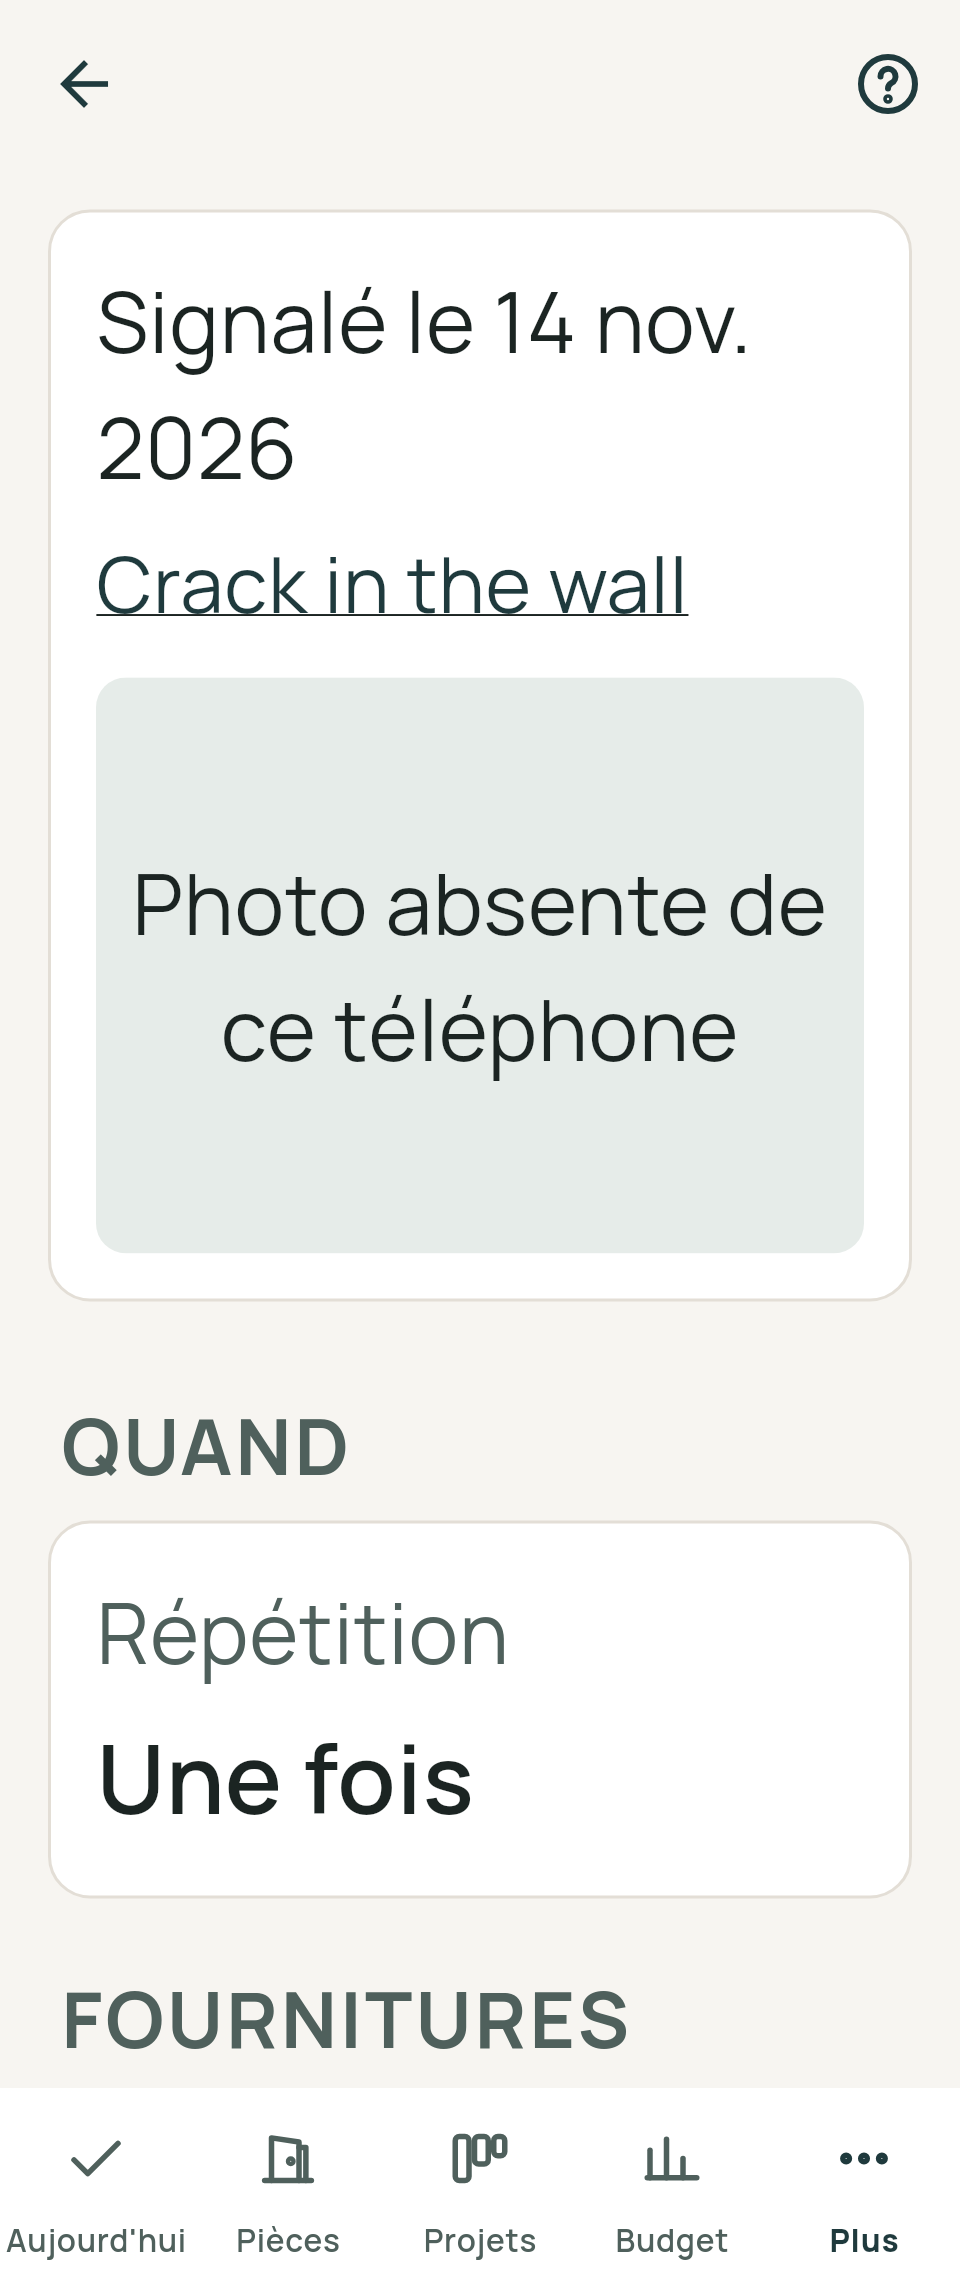 Signalé le 14 nov.
2026
Crack in the wall
Photo absente de
ce téléphone
QUAND
Répétition
Une fois
FOURNITURES
Aujourd'hui
Pièces
Projets
Budget
Plus